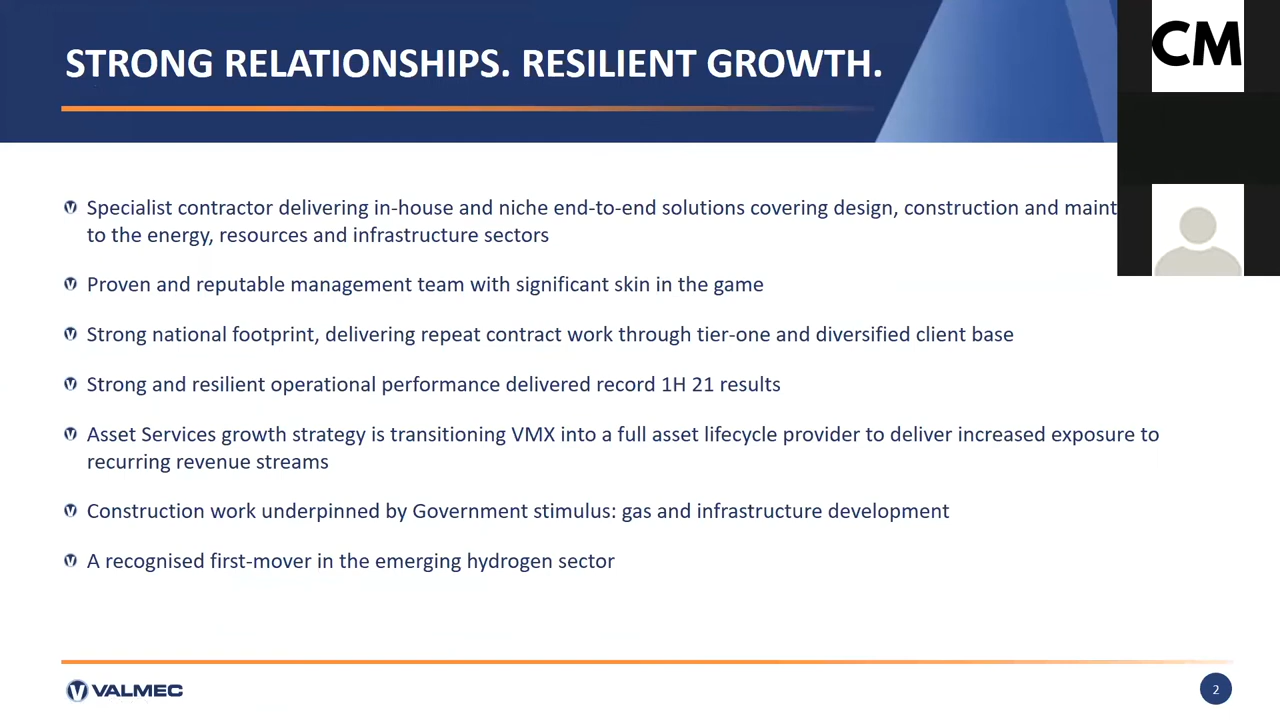 STRONG RELATIONSHIPS. RESILIENT GROWTH.
CM
Specialist contractor delivering in-house and niche end-to-end solutions covering design, construction and maint
to the energy, resources and infrastructure sectors
Proven and reputable management team with significant skin in the game
Strong national footprint, delivering repeat contract work through tier-one and diversified client base
Strong and resilient operational performance delivered record 1H 21 results
Asset Services growth strategy is transitioning VMX into a full asset lifecycle provider to deliver increased exposure to
recurring revenue streams
Construction work underpinned by Government stimulus: gas and infrastructure development
A recognised first-mover in the emerging hydrogen sector
VALMEC
2